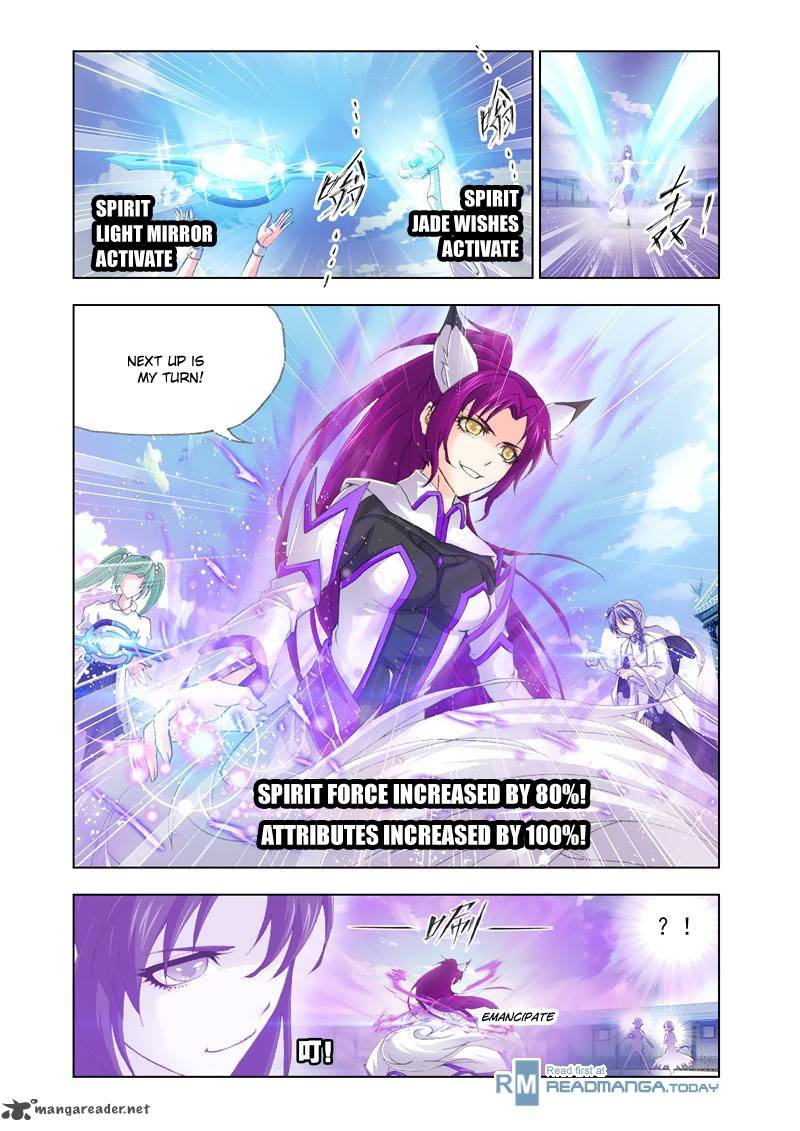 SPIRIT
LIGHT MIRROR
ACTIVATE
嗡
嗡
SPIRIT
JADE WISHES
ACTIVATE
轰!
NEXT UP IS
MY TURN!
SPIRIT FORCE INCREASED BY 80%!
ATTRIBUTES INCREASED BY 100%!
叮!
唰
EMANCIPATE
?!
Read first at
RM READMANGA.TODAY
mangareader.net